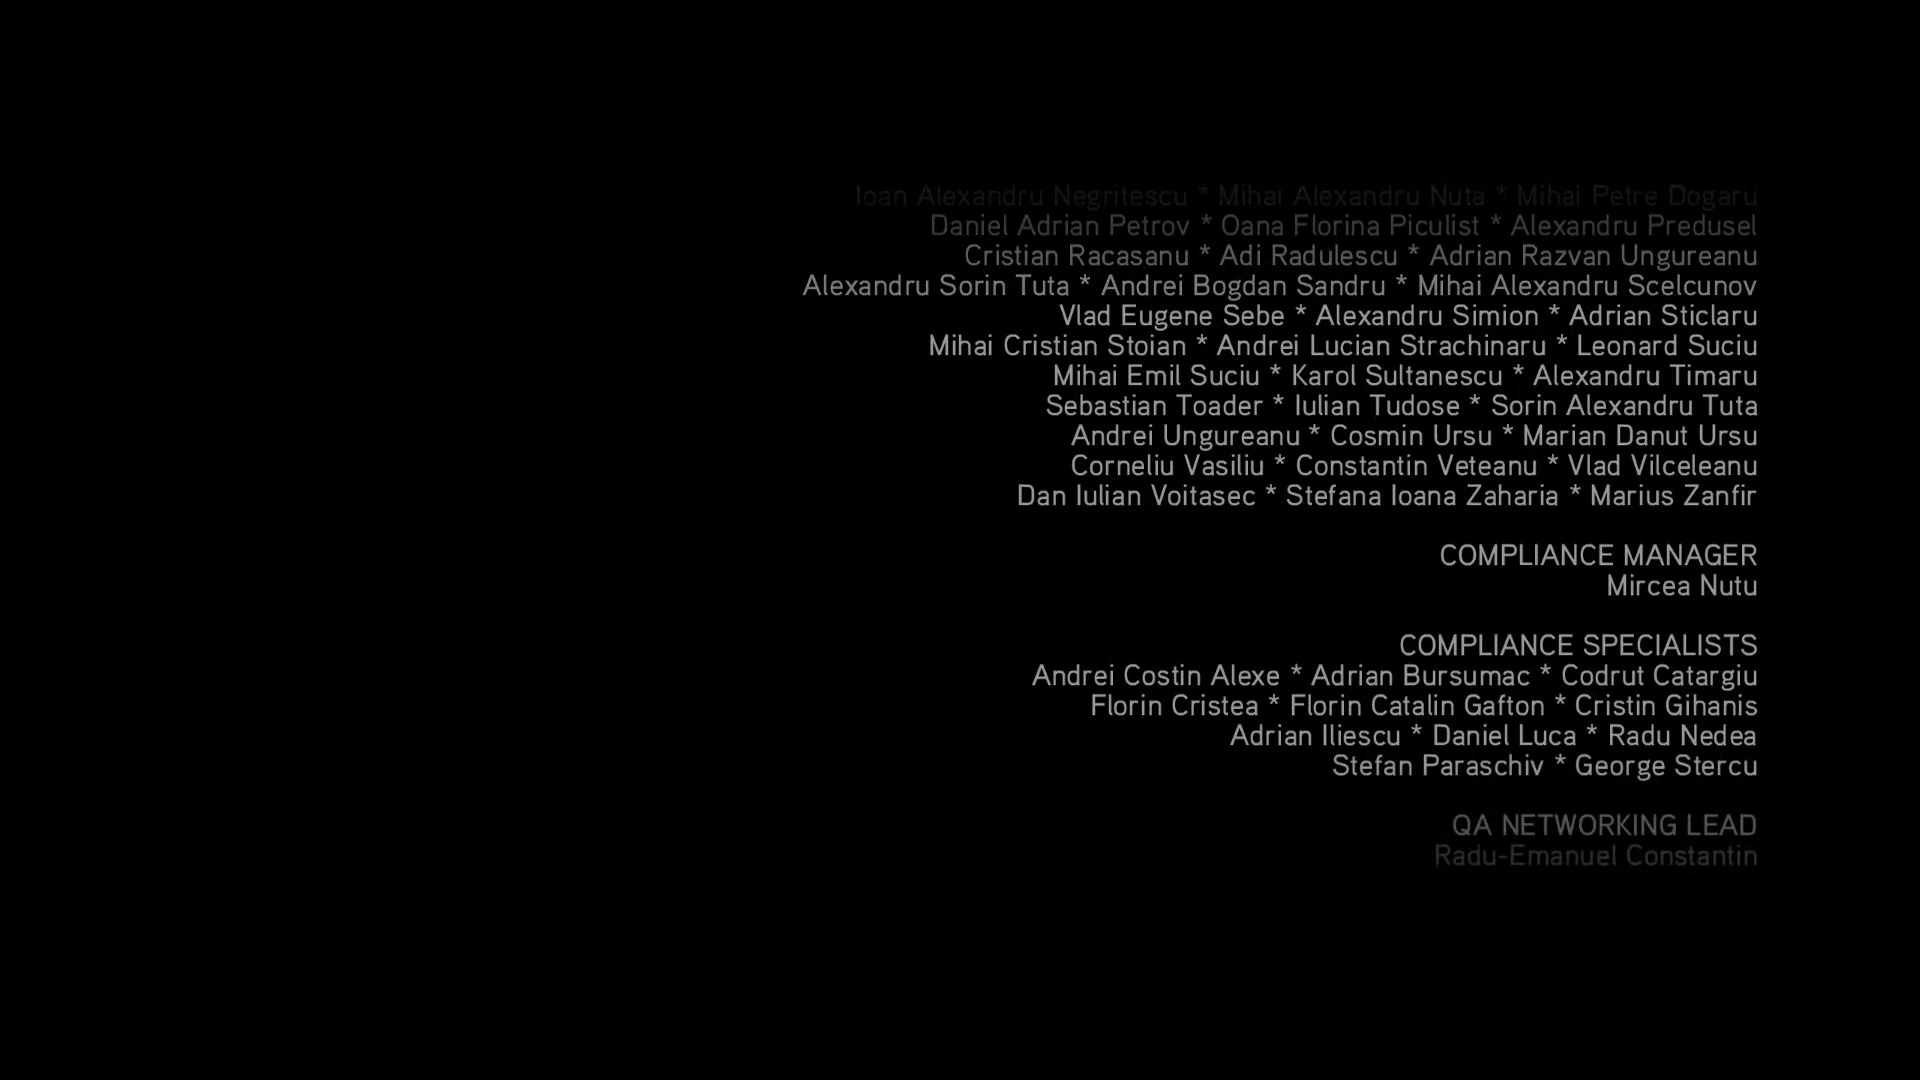 Ioan Alexandru Negritescu * Mihai Alexandru Nuta * Mihai Petre Dogaru
Daniel Adrian Petrov * Oana Florina Piculist * Alexandru Predusel
Cristian Racasanu * Adi Radulescu * Adrian Razvan Ungureanu
Alexandru Sorin Tuta * Andrei Bogdan Sandru * Mihai Alexandru Scelcunov
Vlad Eugene Sebe * Alexandru Simion * Adrian Sticlaru
Mihai Cristian Stoian * Andrei Lucian Strachinaru * Leonard Suciu
Mihai Emil Suciu * Karol Sultanescu * Alexandru Timaru
Sebastian Toader * Iulian Tudose * Sorin Alexandru Tuta
Andrei Ungureanu * Cosmin Ursu * Marian Danut Ursu
Corneliu Vasiliu * Constantin Veteanu * Vlad Vilceleanu
Dan Iulian Voitasec * Stefana Ioana Zaharia * Marius Zanfir
COMPLIANCE MANAGER
Mircea Nutu
COMPLIANCE SPECIALISTS
Andrei Costin Alexe * Adrian Bursumac * Codrut Catargiu
Florin Cristea * Florin Catalin Gafton * Cristin Gihanis
Adrian Iliescu * Daniel Luca * Radu Nedea
Stefan Paraschiv * George Stercu
QA NETWORKING LEAD
Radu-Emanuel Constantin